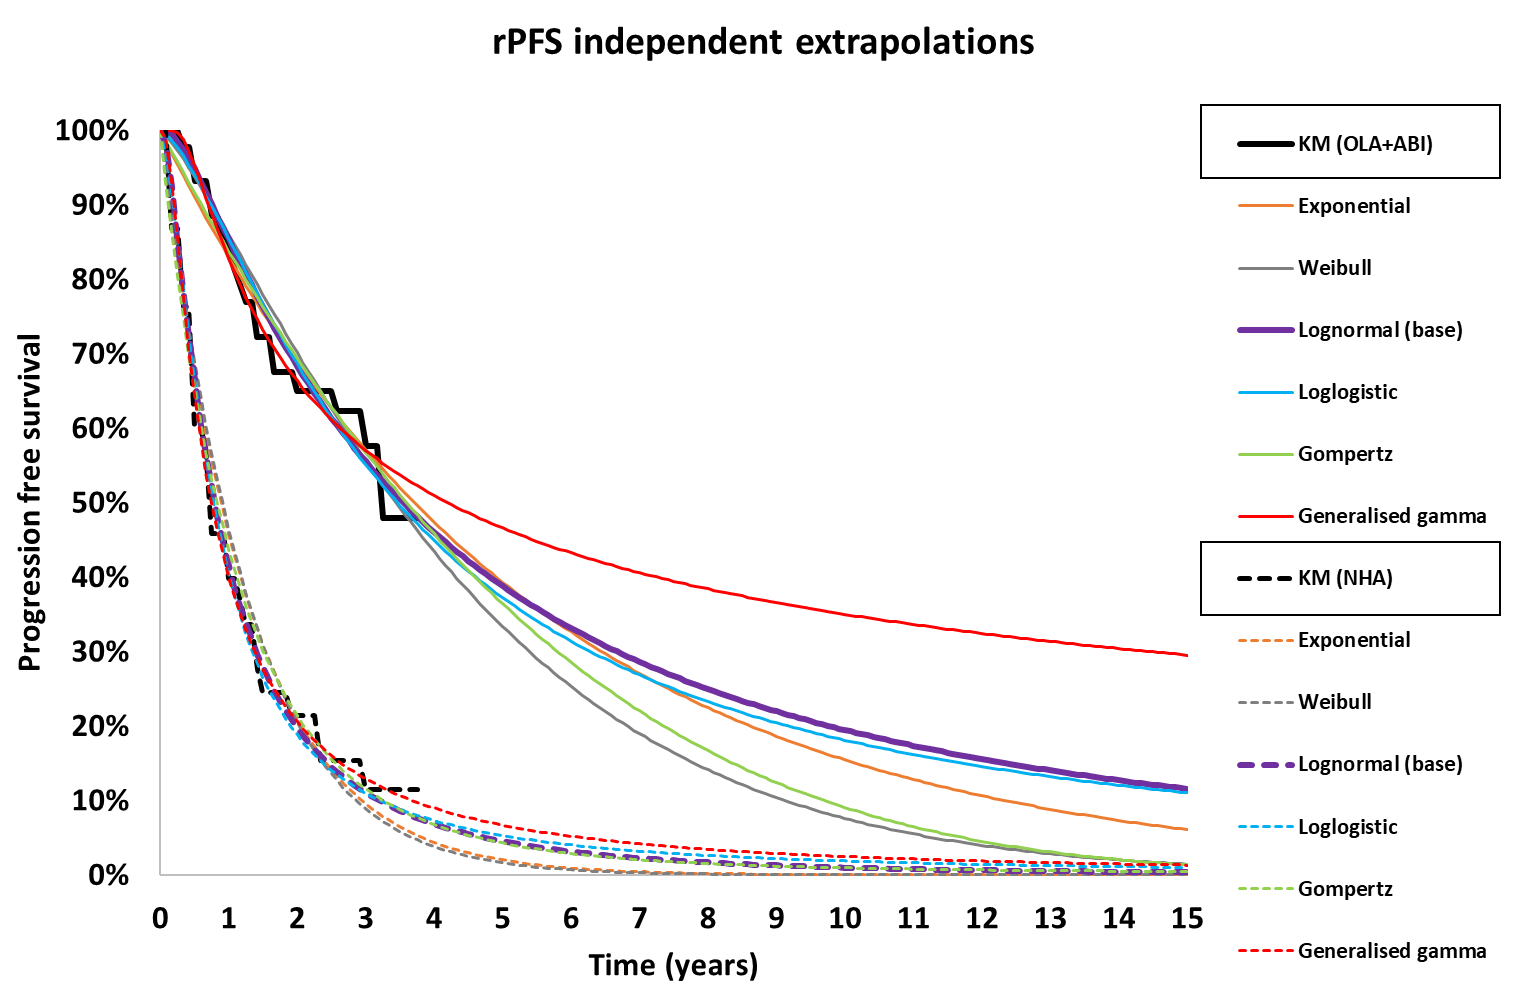 rPFS independent extrapolations
Progression free survival
100%
90%
80%
70%
60%
50%
40%
30%
20%
10%
0%
0 1 2 3 4 5 6 7 8 9 10 11 12 13 14 15
Time (years)
KM (OLA+ABI)
Exponential
Weibull
Lognormal (base)
Loglogistic
Gompertz
Generalised gamma
KM (NHA)
Exponential
Weibull
Lognormal (base)
Loglogistic
Gompertz
Generalised gamma